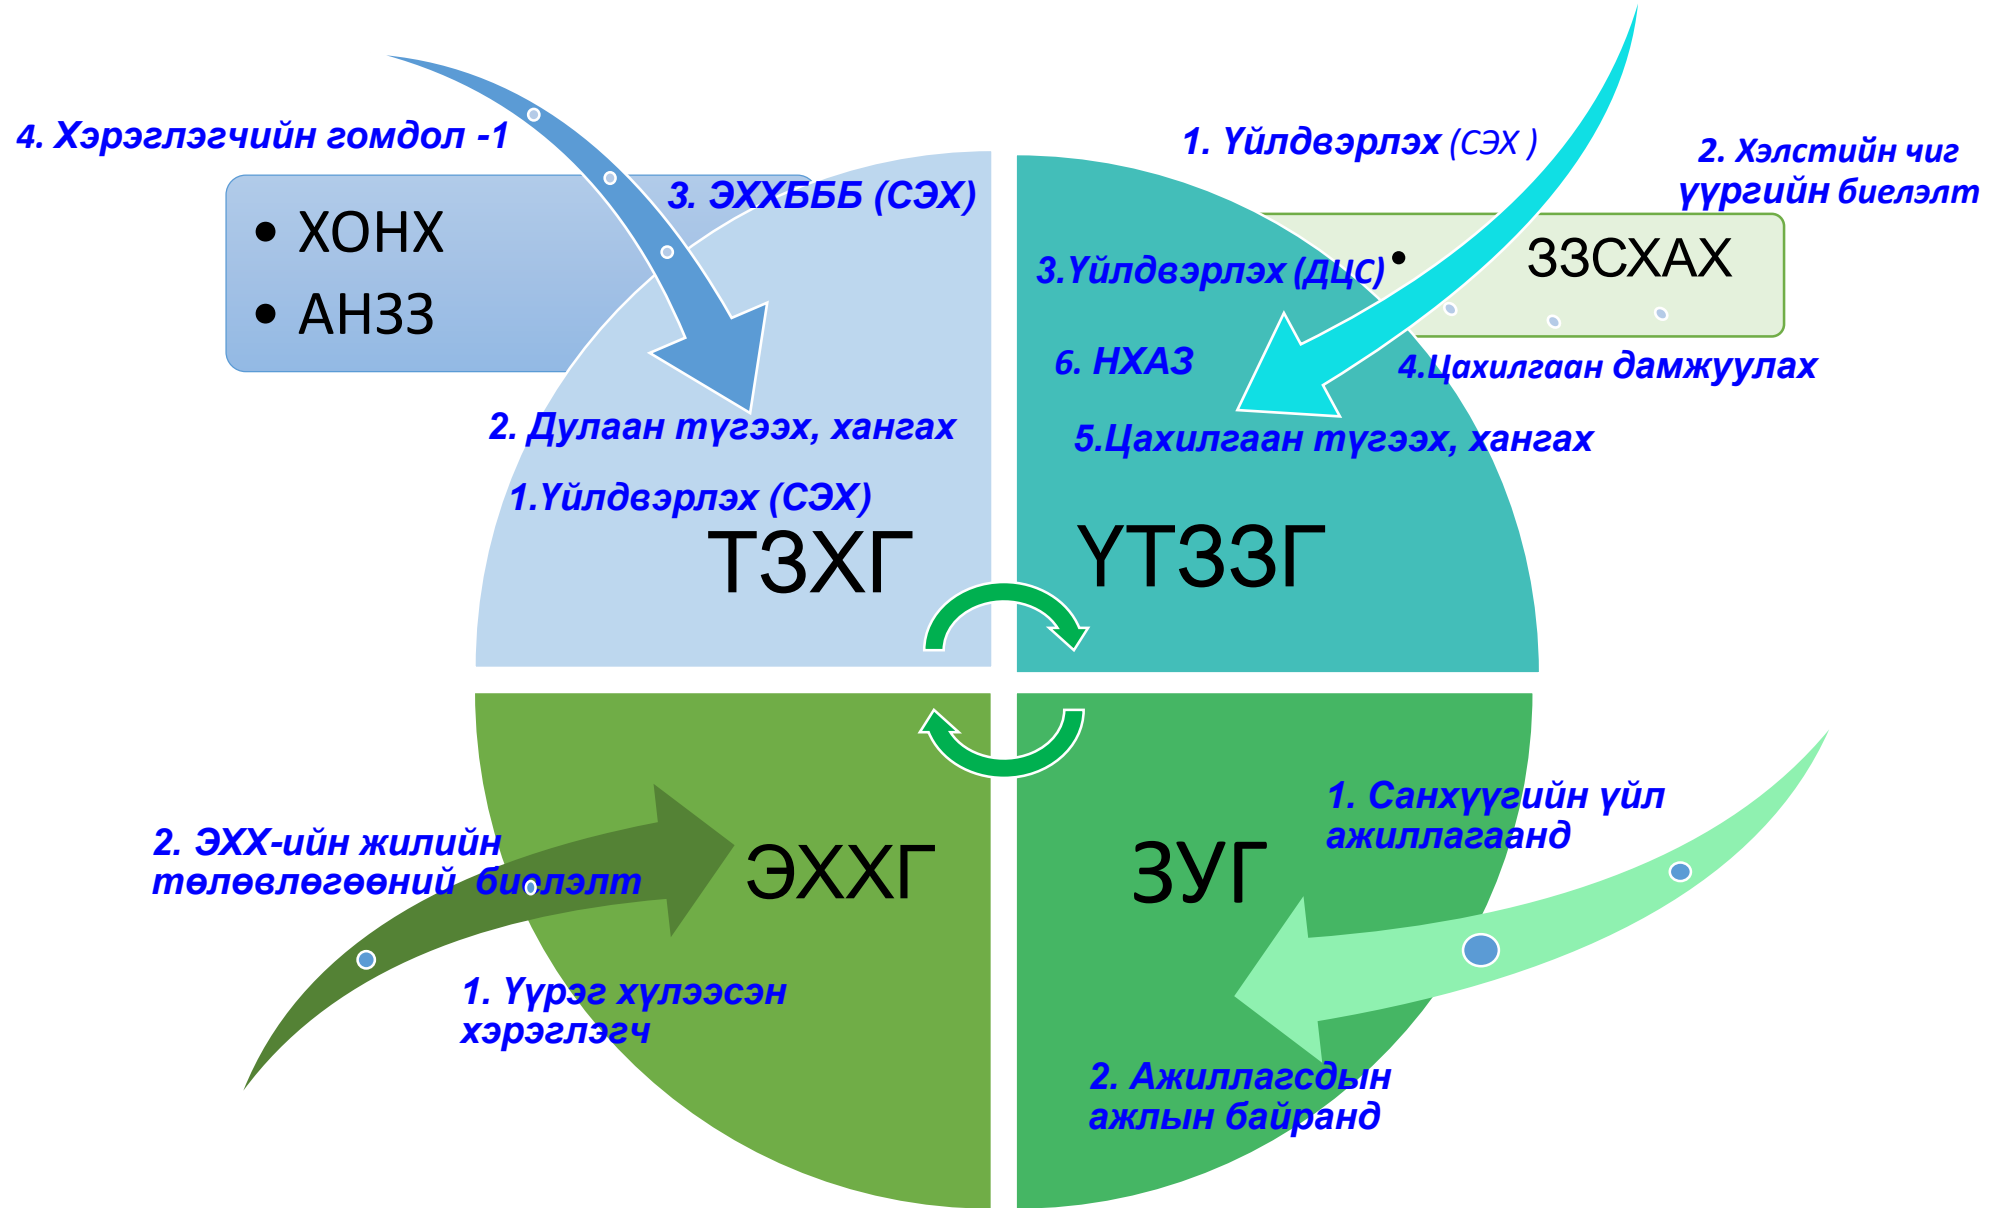 4. Хэрэглэгчийн гомдол -1
3. ЭХХБББ (СЭХ)
• ХОНХ
• АНЗЗ
2. Дулаан түгээх, хангах
1.Үйлдвэрлэх (СЭХ)
ТЗХГ
1. Үйлдвэрлэх (СЭХ )
2. Хэлстийн чиг
үүргийн биелэлт
3.Үйлдвэрлэх (ДЦС)
• ЗЗСХАХ
6. НХАЗ
4.Цахилгаан дамжуулах
5.Цахилгаан түгээх, хангах
ҮТЗЗГ
2. ЭХХ-ийн жилийн
төлөвлөгөөний биелэлт
ЭХХГ
1. Үүрэг хүлээсэн
хэрэглэгч
1. Санхүүгийн үйл
ажиллагаанд
ЗУГ
2. Ажиллагсдын
ажлын байранд